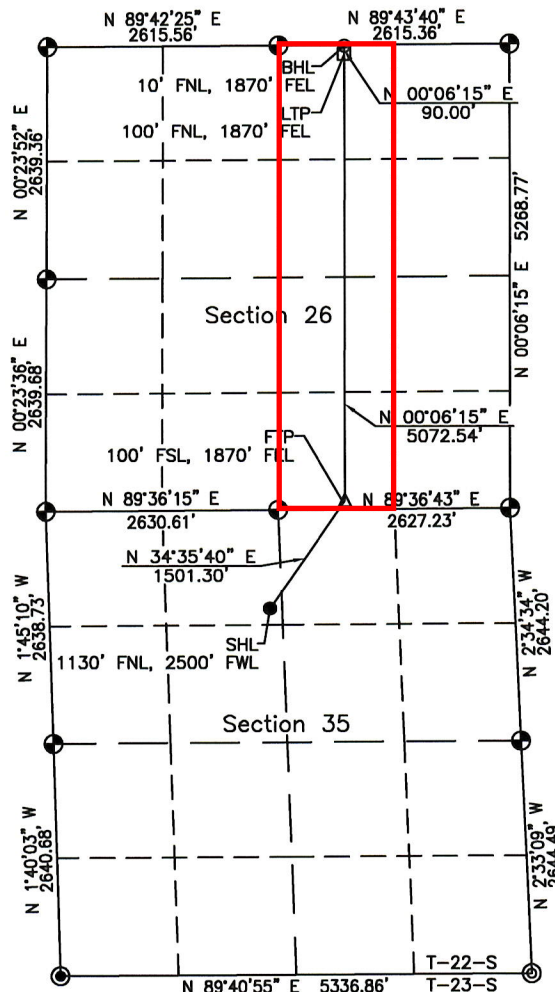 N 89°42'25" E
2615.56'
N 89°43'40" E
2615.36'
BHL
10' FNL, 1870' FEL
LTP
100' FNL, 1870' FEL
N 00°06'15" E
90.00'
N 00°23'52" E
2639.36'
N 00°06'15" E 5268.77'
Section 26
N 00°23'36" E
2639.68'
N 00°06'15" E
5072.54'
FTP
100' FSL, 1870' FEL
N 89°36'15" E
2630.61'
N 89°36'43" E
2627.23'
N 34°35'40" E
1501.30'
N 1°45'10" W
2638.73'
N 2°34'34" W
2644.20'
SHL
1130' FNL, 2500' FWL
Section 35
N 1°40'03" W
2640.68'
N 2°33'09" W
2644.49'
T-22-S
N 89°40'55" E 5336.86'
T-23-S